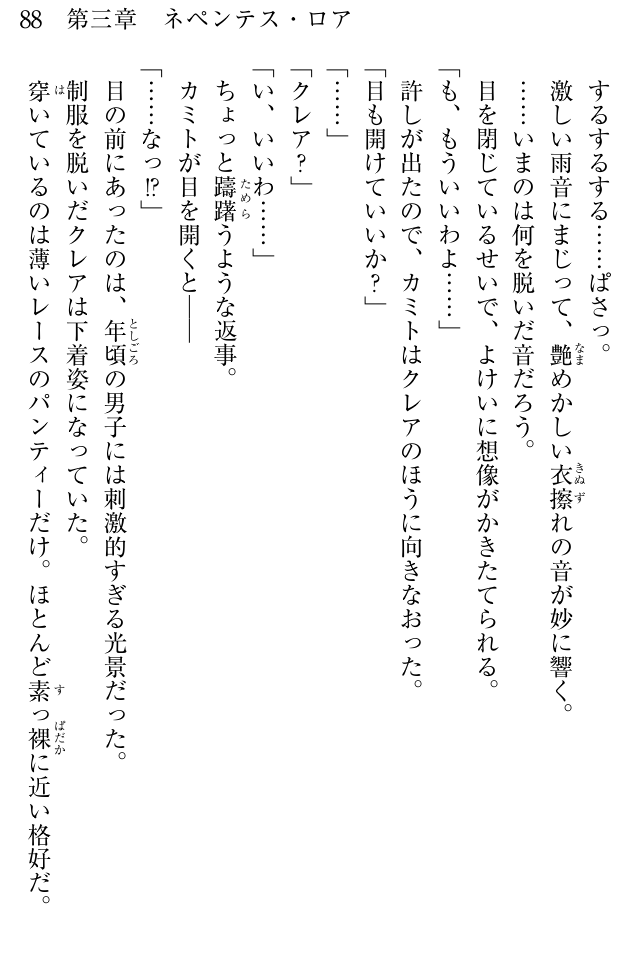 88 第三章 ネペンテス・ロア
するするする……ぱさっ。
激しい雨音にまじって、艶めかしい衣擦れの音が妙に響く。
……いまのは何を脱いだ音だろう。
目を閉じているせいで、よけいに想像がかきたてられる。
「も、もういいわよ……」
許しが出たので、カミトはクレアのほうに向きなおった。
「目も開けていいか?」
「……」
「クレア?」
「い、いいわ……」
ちょっと躊躇うような返事。
カミトが目を開くと――
「……なっ!?」
目の前にあったのは、年頃の男子には刺激的すぎる光景だった。
制服を脱いだクレアは下着姿になっていた。
穿いているのは薄いレースのパンティーだけ。ほとんど素っ裸に近い格好だ。